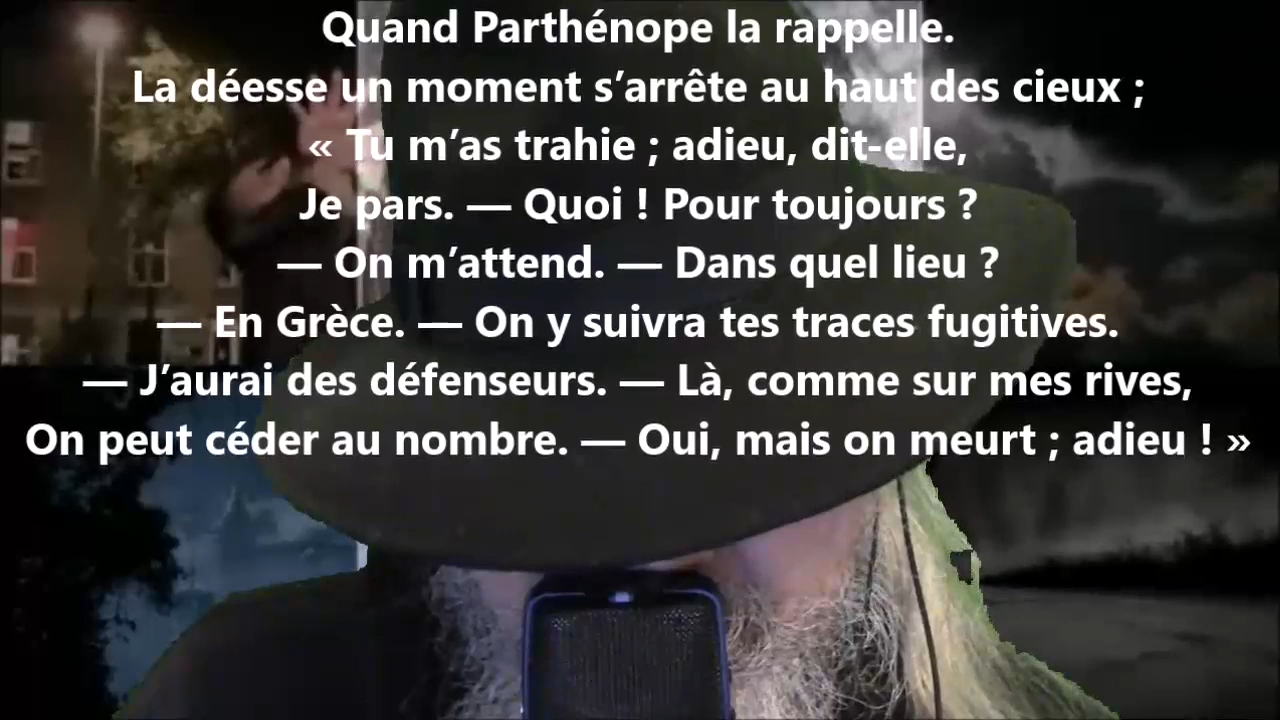 Quand Parthénope la rappelle.
La déesse un moment s’arrête au haut des cieux ;
« Tu m’as trahie ; adieu, dit-elle,
Je pars. — Quoi ! Pour toujours ?
— On m’attend. — Dans quel lieu ?
— En Grèce. — On y suivra tes traces fugitives.
— J’aurai des défenseurs. — Là, comme sur mes rives,
On peut céder au nombre. — Oui, mais on meurt ; adieu ! »